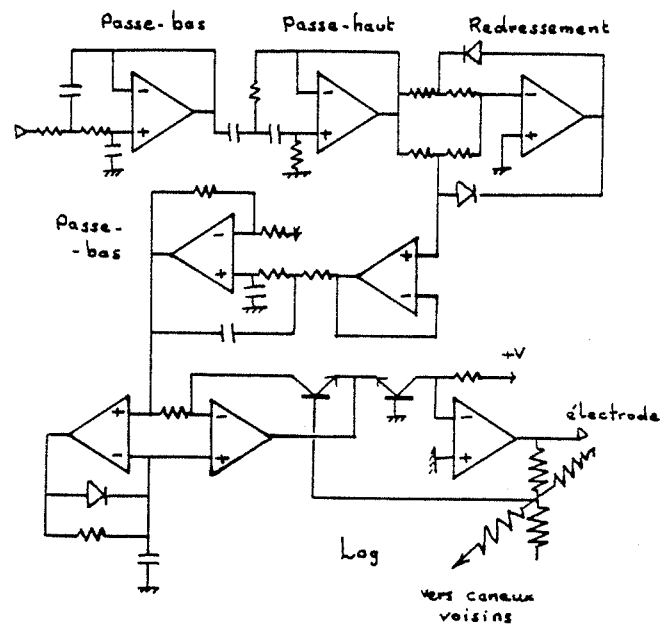 Passe-bas
Passe-haut
Redressement
Passe-
-bas
+V
électrode
Log
vers canaux
voisins